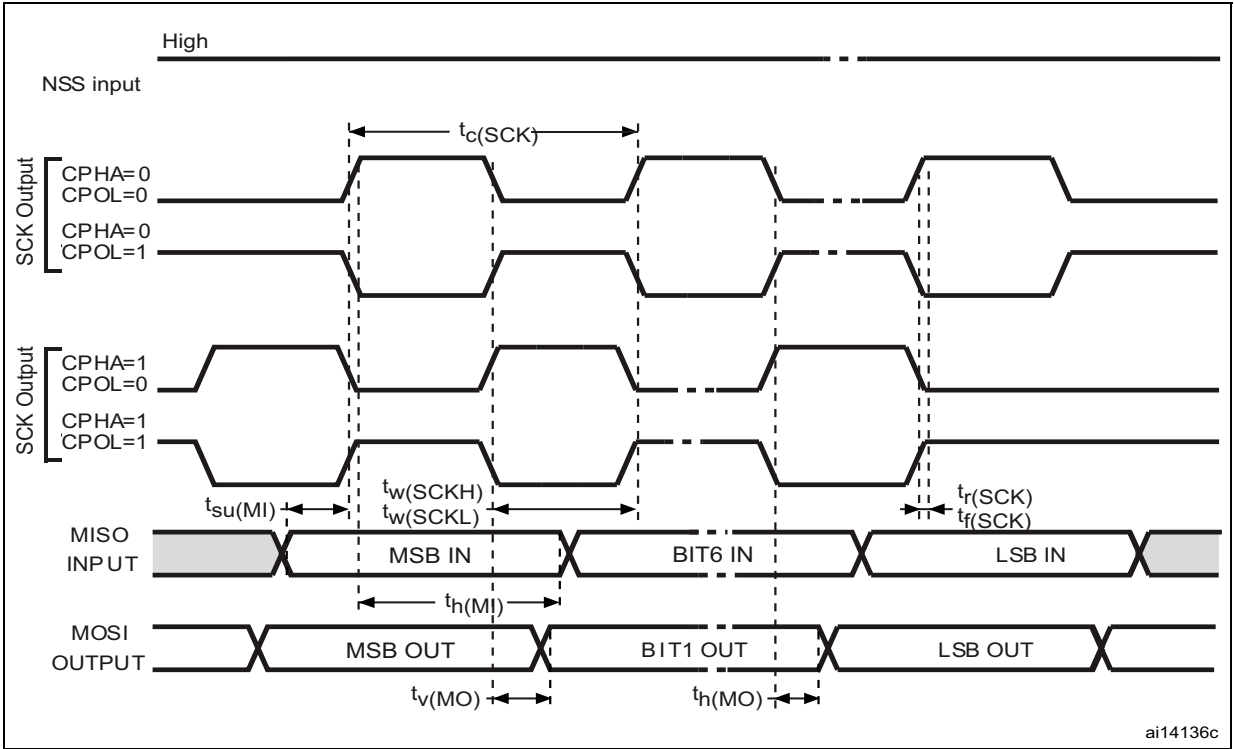 High
NSS input
tc(SCK)
SCK Output
CPHA=0
CPOL=0
CPHA=0
CPOL=1
SCK Output
CPHA=1
CPOL=0
CPHA=1
CPOL=1
tsu(MI)
tw(SCKH)
tw(SCKL)
tr(SCK)
tf(SCK)
MISO
INPUT
MSB IN
BIT6 IN
LSB IN
th(MI)
MOSI
OUTPUT
MSB OUT
BIT1 OUT
LSB OUT
tv(MO)
th(MO)
ai14136c